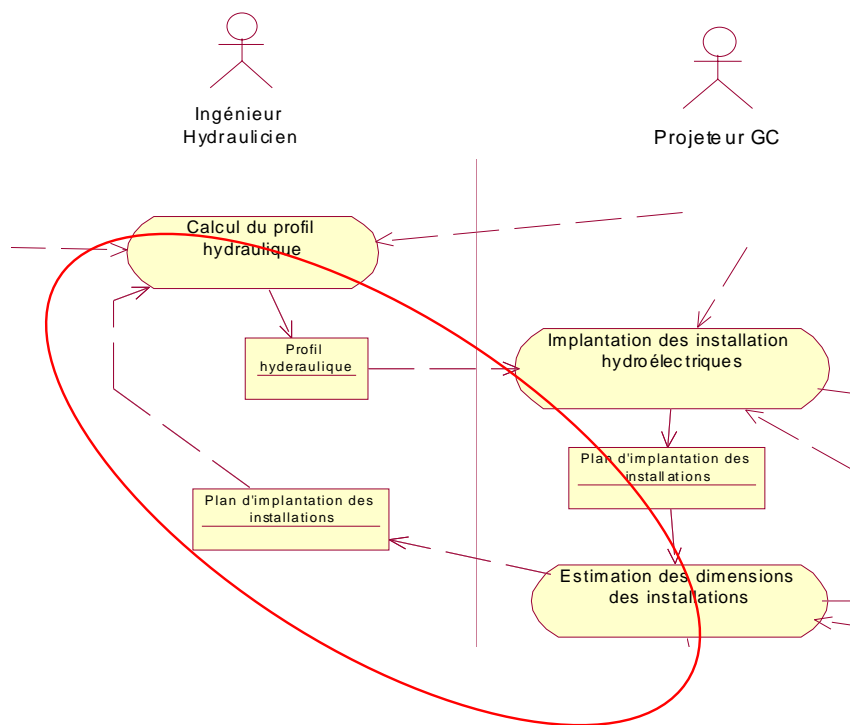 Ingénieur
Hydraulicien
Projeteur GC
Calcul du profil
hydraulique
Profil
hyderaulique
Implantation des installation
hydroélectriques
Plan d'implantation des
installations
Plan d'implantation des
installations
Estimation des dimensions
des installations